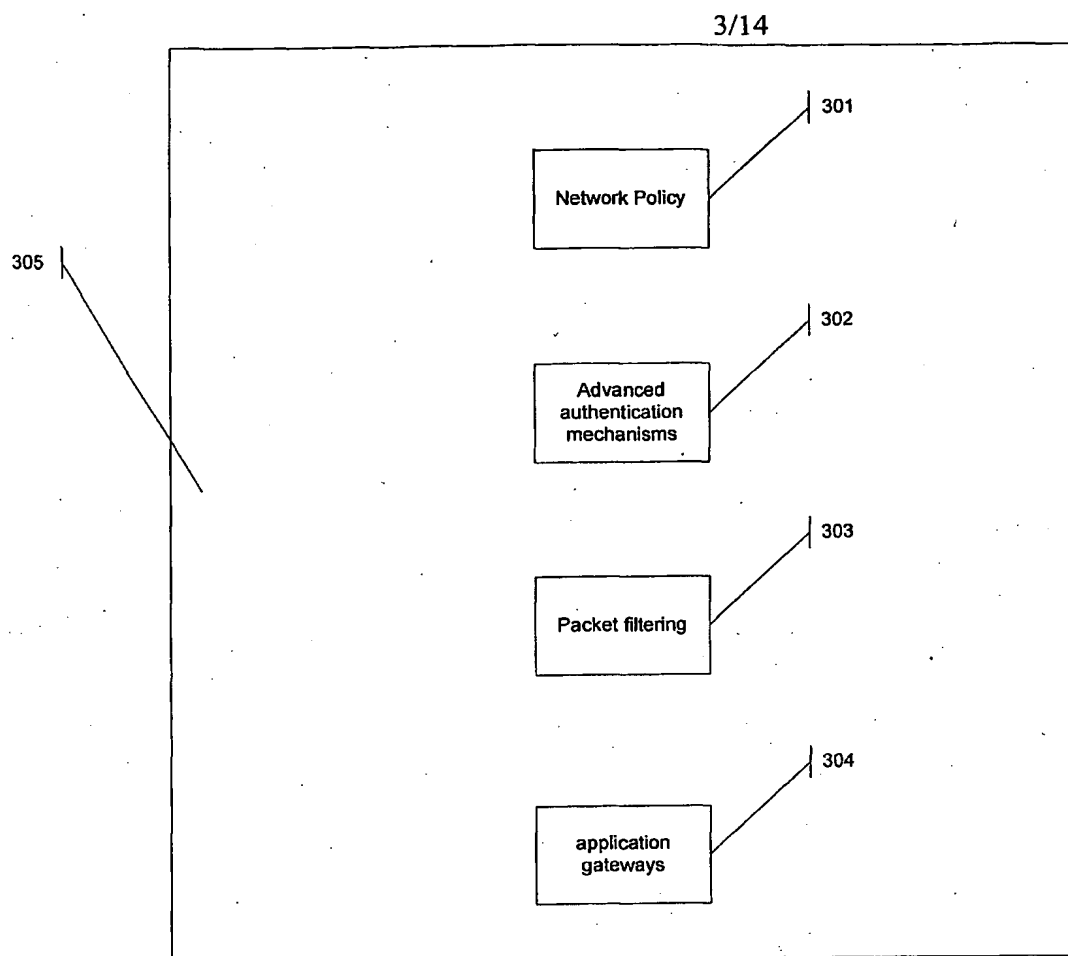 3/14
301
Network Policy
305
302
Advanced
authentication
mechanisms
303
Packet filtering
304
application
gateways